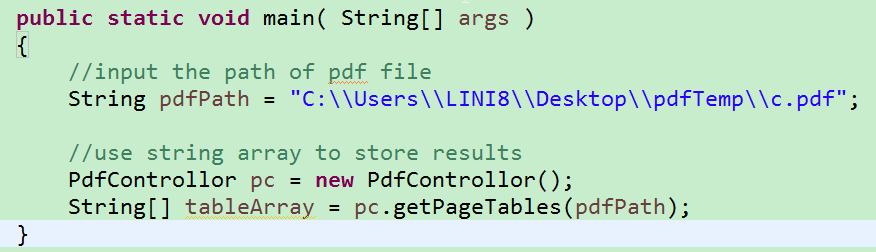 public static void main( String[] args )
{
//input the path of pdf file
String pdfPath = "C:\\Users\\LINI8\\Desktop\\pdfTemp\\c.pdf";
//use string array to store results
PdfControllor pc = new PdfControllor();
String[] tableArray = pc.getPageTables(pdfPath);
}